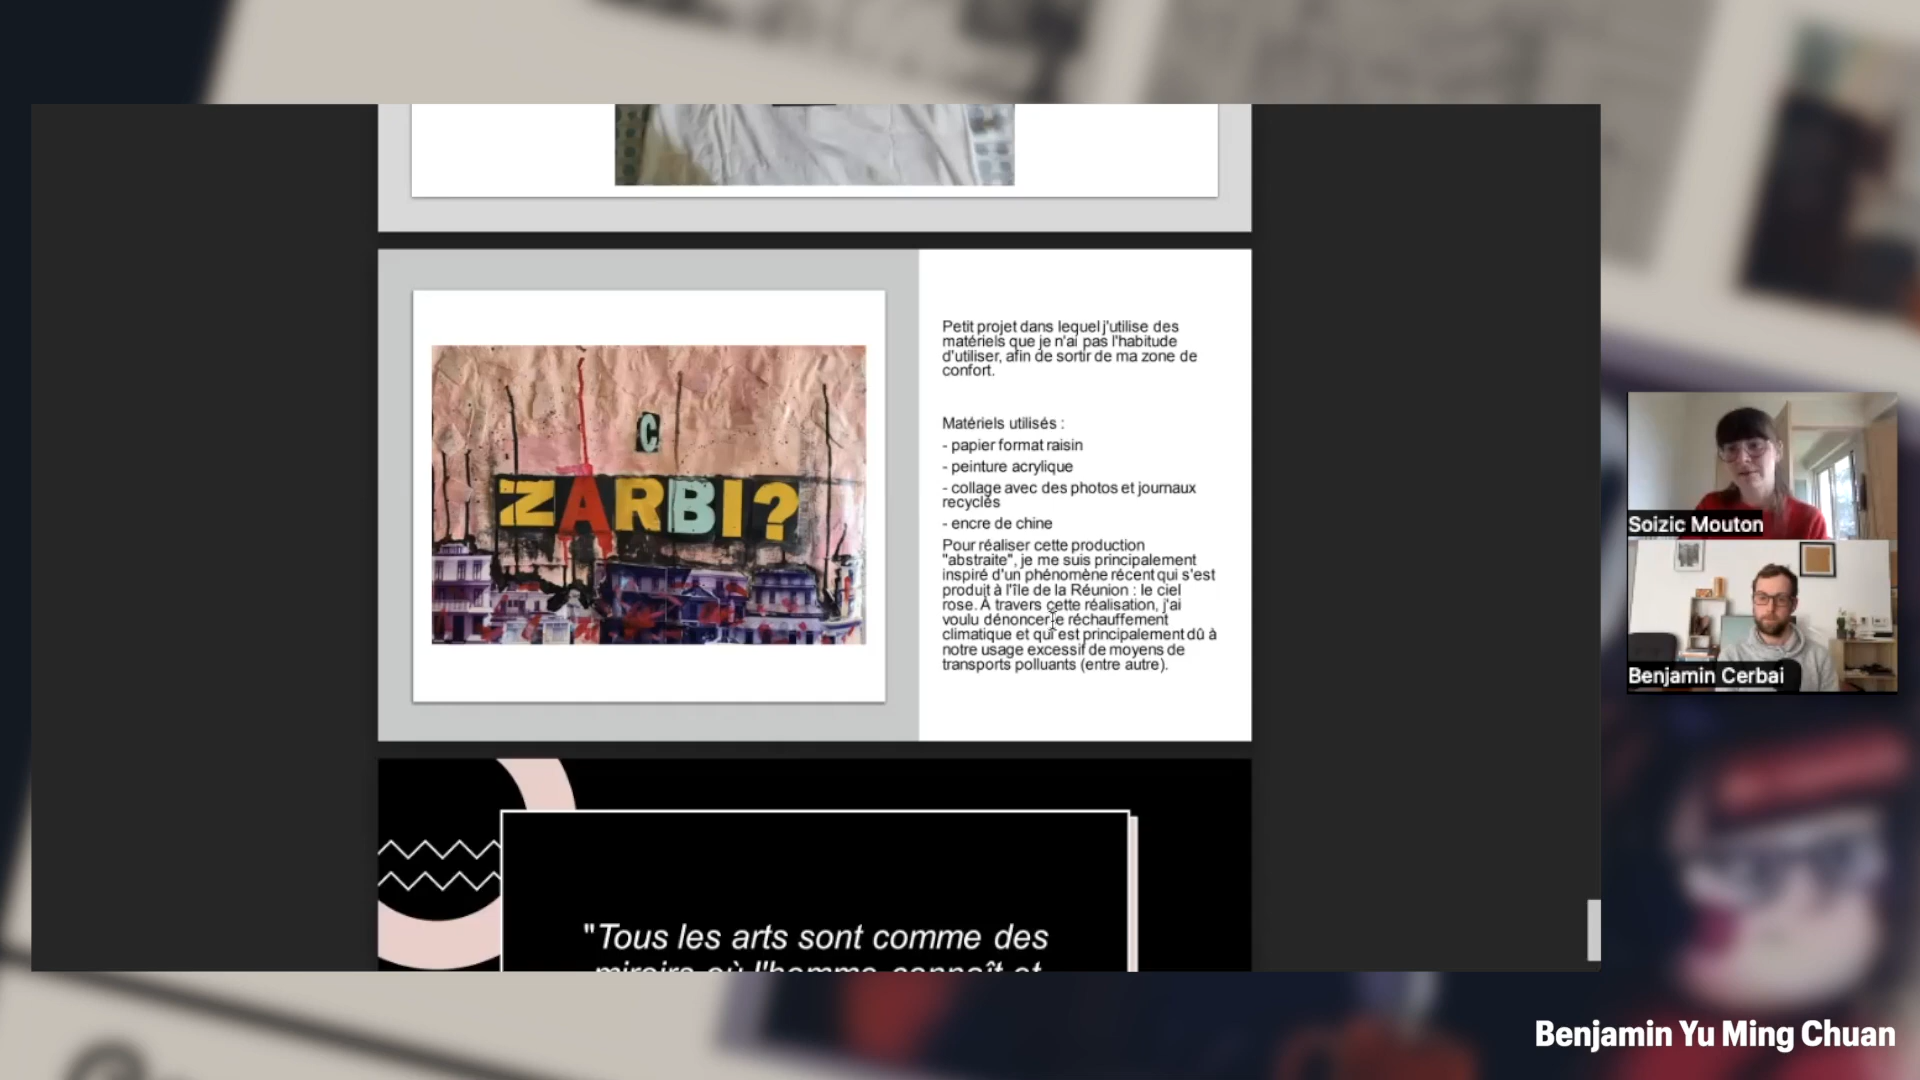 C
ZARBI?
Petit projet dans lequel j'utilise des
matériels que je n'ai pas l'habitude
d'utiliser, afin de sortir de ma zone de
confort.
Matériels utilisés :
- papier format raisin
- peinture acrylique
- collage avec des photos et journaux
recyclés
- encre de chine
Pour réaliser cette production
"abstraite", je me suis principalement
inspiré d'un phénomène récent qui s'est
produit à l'île de la Réunion : le ciel
rose. À travers cette réalisation, j'ai
voulu dénoncer le réchauffement
climatique et qui est principalement dû à
notre usage excessif de moyens de
transports polluants (entre autre).
"Tous les arts sont comme des
miroirs où l'homme connaît et
Soizic Mouton
Benjamin Cerbai
Benjamin Yu Ming Chuan